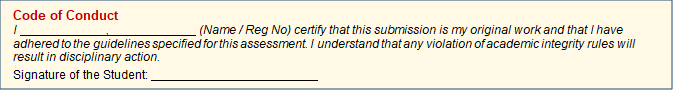 Code of Conduct
I _____________,_____________ (Name / Reg No) certify that this submission is my original work and that I have
adhered to the guidelines specified for this assessment. I understand that any violation of academic integrity rules will
result in disciplinary action.
Signature of the Student: _________________________